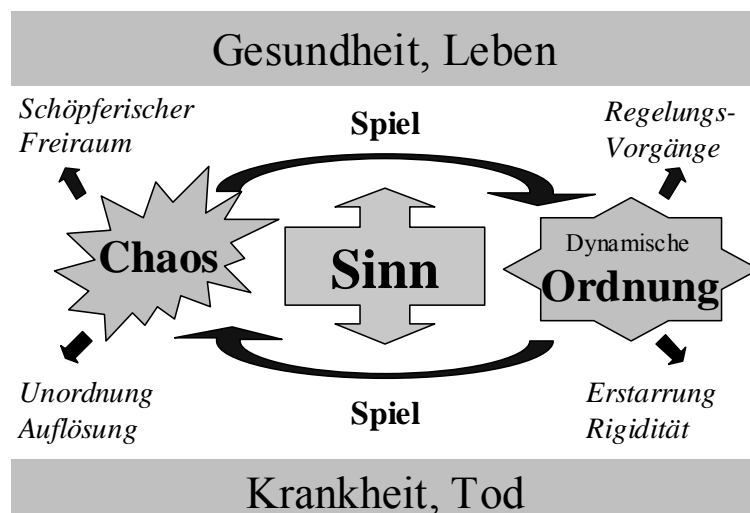 Gesundheit, Leben
Schöpferischer
Freiraum
Spiel
Regelungs-
Vorgänge
Chaos
Sinn
Dynamische
Ordnung
Unordnung
Auflösung
Spiel
Erstarrung
Rigidität
Krankheit, Tod